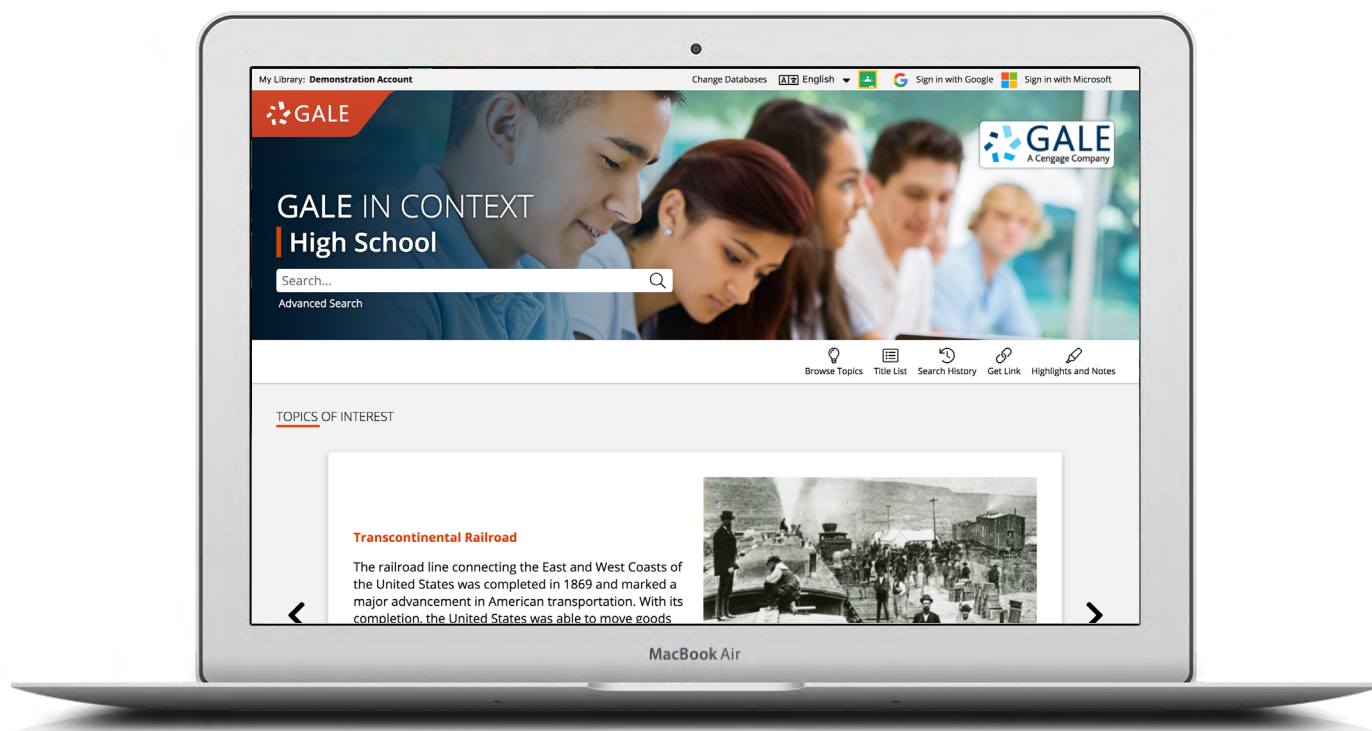 My Library: Demonstration Account
Change Databases
English
Sign in with Google
Sign in with Microsoft
GALE
GALE
A Cengage Company
GALE IN CONTEXT
High School
Search...
Advanced Search
Browse Topics
Title List
Search History
Get Link
Highlights and Notes
TOPICS OF INTEREST
Transcontinental Railroad
The railroad line connecting the East and West Coasts of
the United States was completed in 1869 and marked a
major advancement in American transportation. With its
completion, the United States was able to move goods
MacBook Air